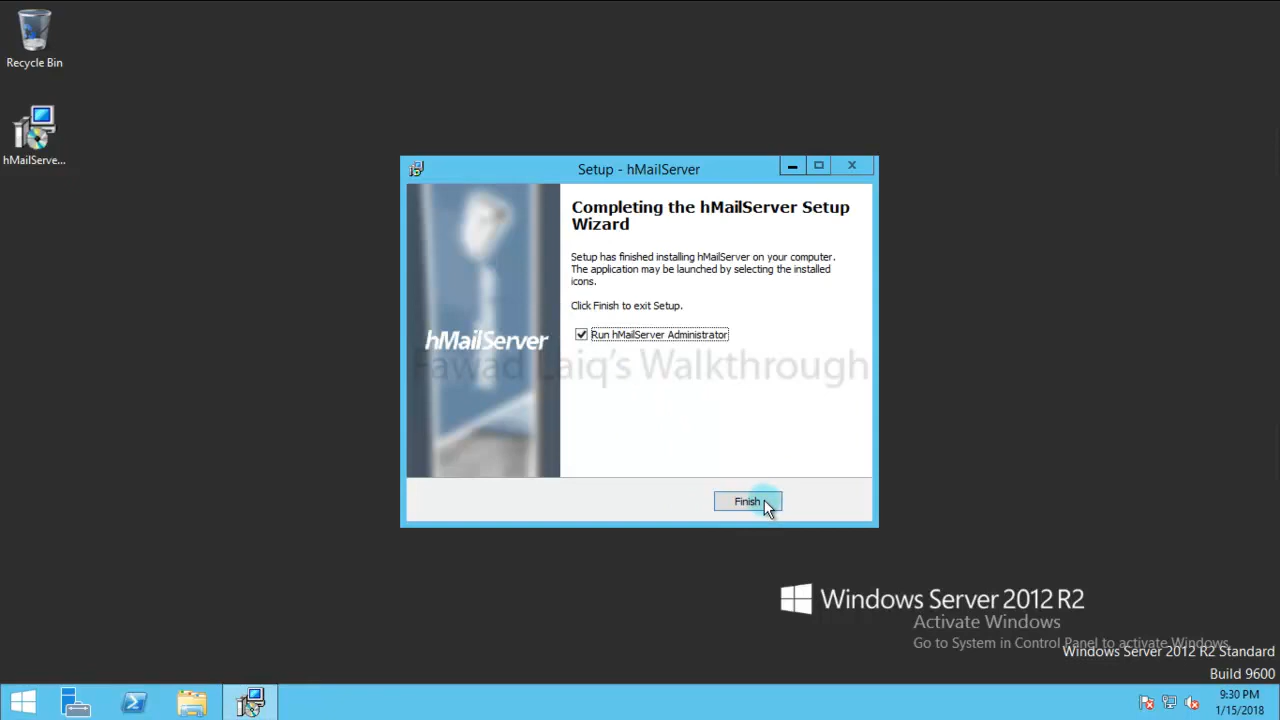 Recycle Bin
hMailServe...
Setup - hMailServer
Completing the hMailServer Setup
Wizard
Setup has finished installing hMailServer on your computer.
The application may be launched by selecting the installed
icons.
Click Finish to exit Setup.
Run hMailServer Administrator
hMailServer
Fawad Laiq's Walkthrough
Finish
Windows Server 2012 R2
Activate Windows
Go to System in Control Panel to activate Windows.
Windows Server 2012 R2 Standard
Build 9600
9:30 PM
1/15/2018